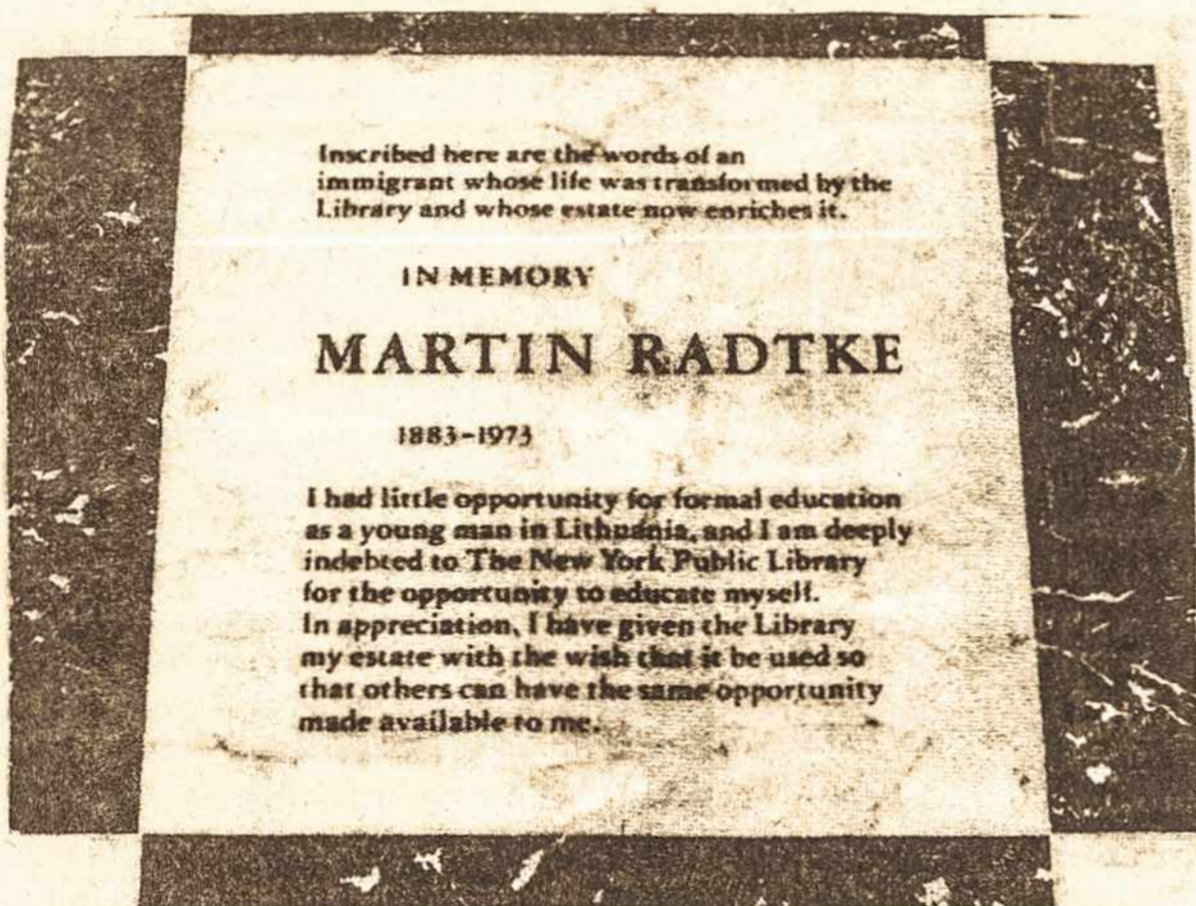 Inscribed here are the words of an
immigrant whose life was transformed by the
Library and whose estate now enriches it.
IN MEMORY
MARTIN RADTKE
1883-1973
I had little opportunity for formal education
as a young man in Lithuania, and I am deeply
indebted to The New York Public Library
for the opportunity to educate myself.
In appreciation, I have given the Library
my estate with the wish that it be used so
that others can have the same opportunity
made available to me.